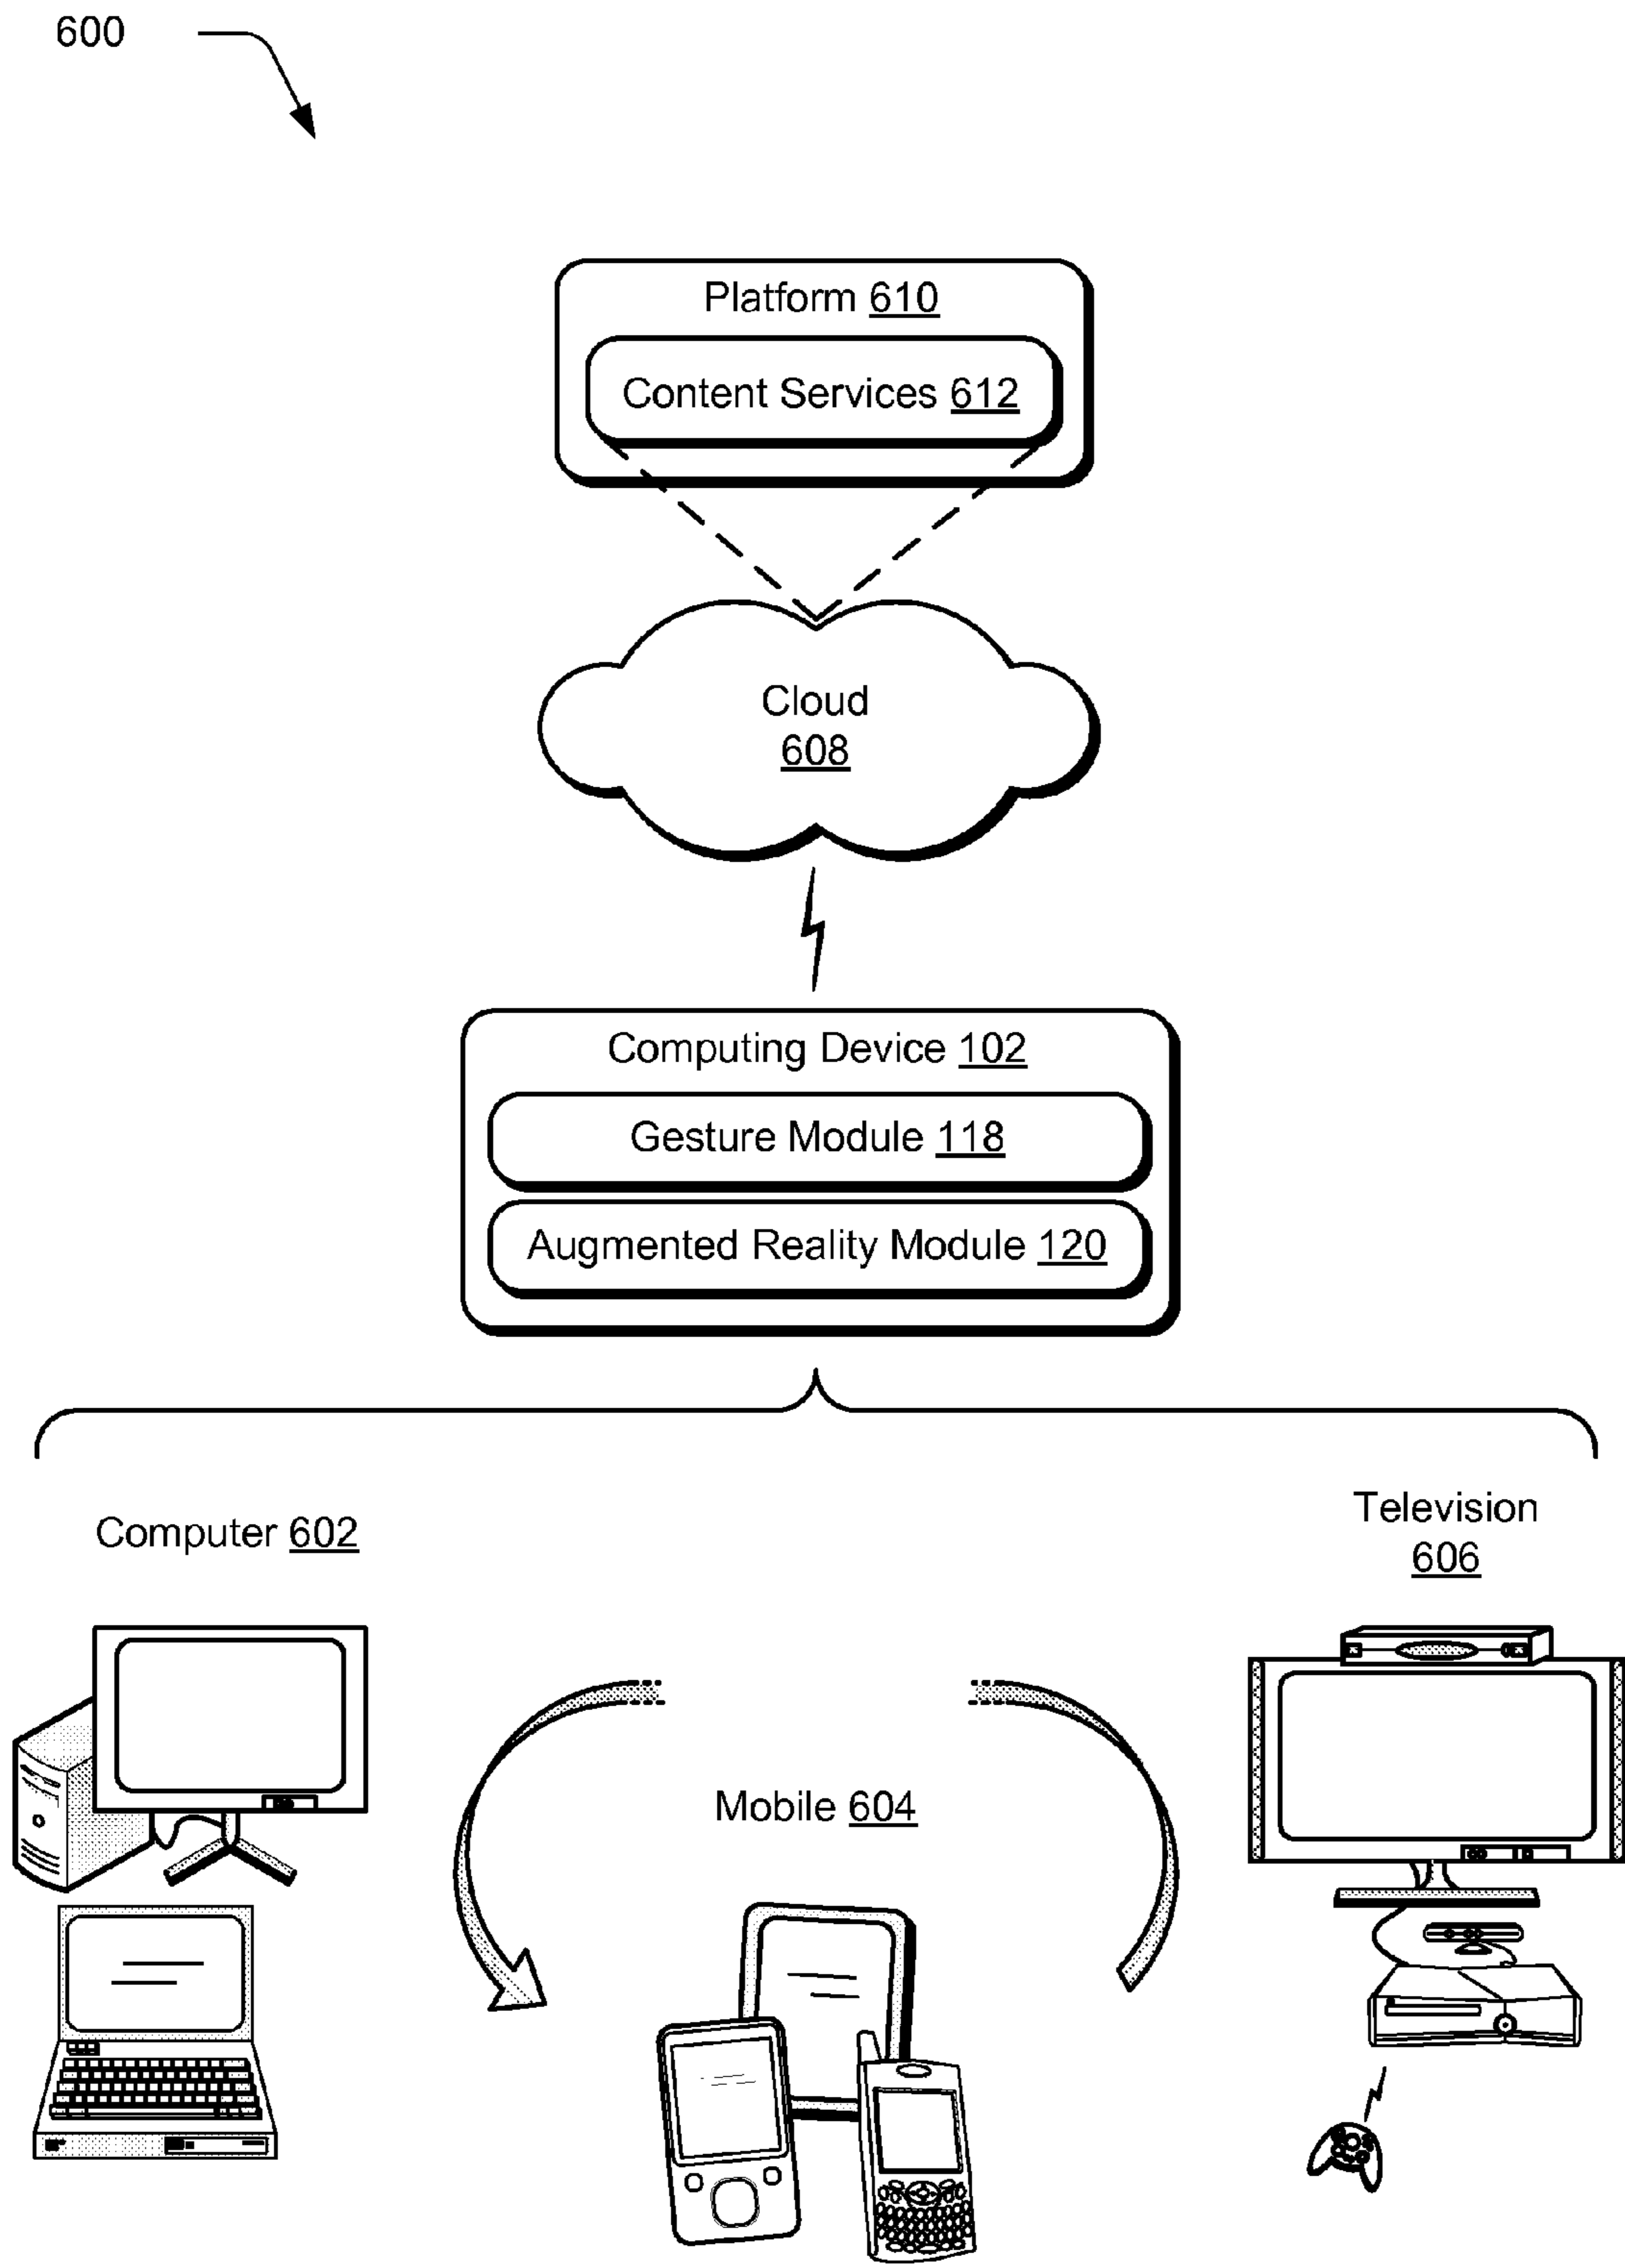 600
Platform 610
Content Services 612
Cloud
608
Computing Device 102
Gesture Module 118
Augmented Reality Module 120
Computer 602
Television
606
Mobile 604